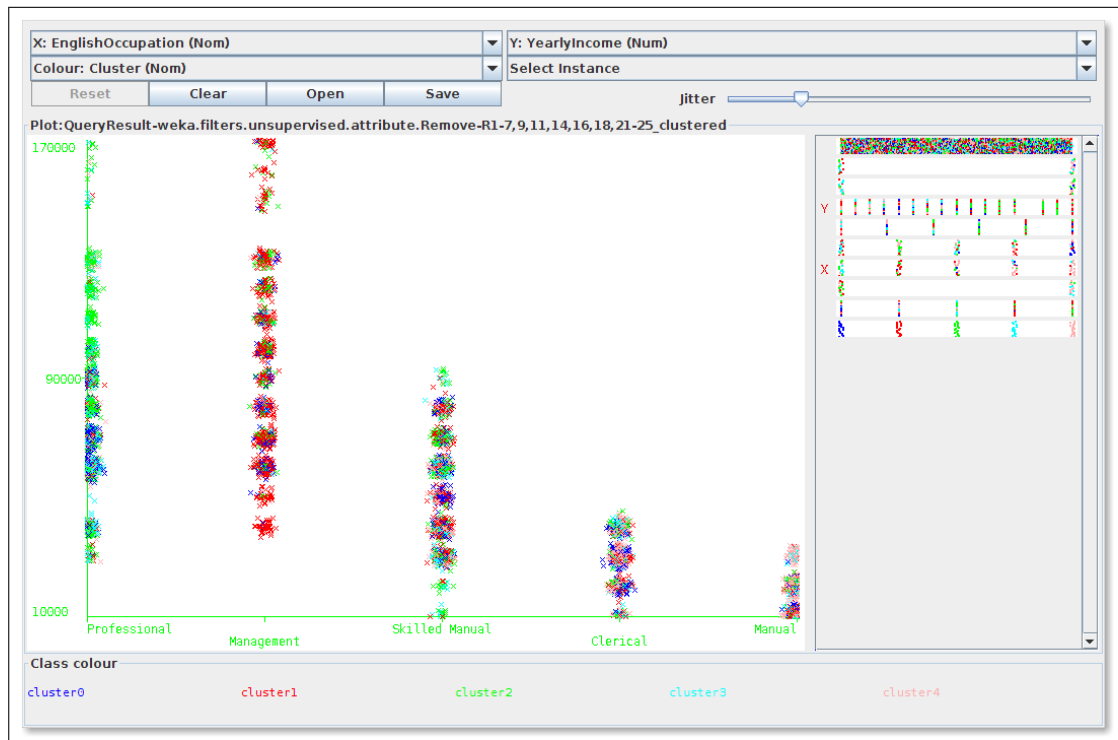 X: EnglishOccupation (Nom)
Y: YearlyIncome (Num)
Colour: Cluster (Nom)
Select Instance
Reset
Clear
Open
Save
Jitter
Plot:QueryResult-weka.filters.unsupervised.attribute.Remove-R1-7,9,11,14,16,18,21-25_clustered
170000
90000
10000
Professional
Management
Skilled Manual
Clerical
Manual
Y
X
Class colour
cluster0
cluster1
cluster2
cluster3
cluster4